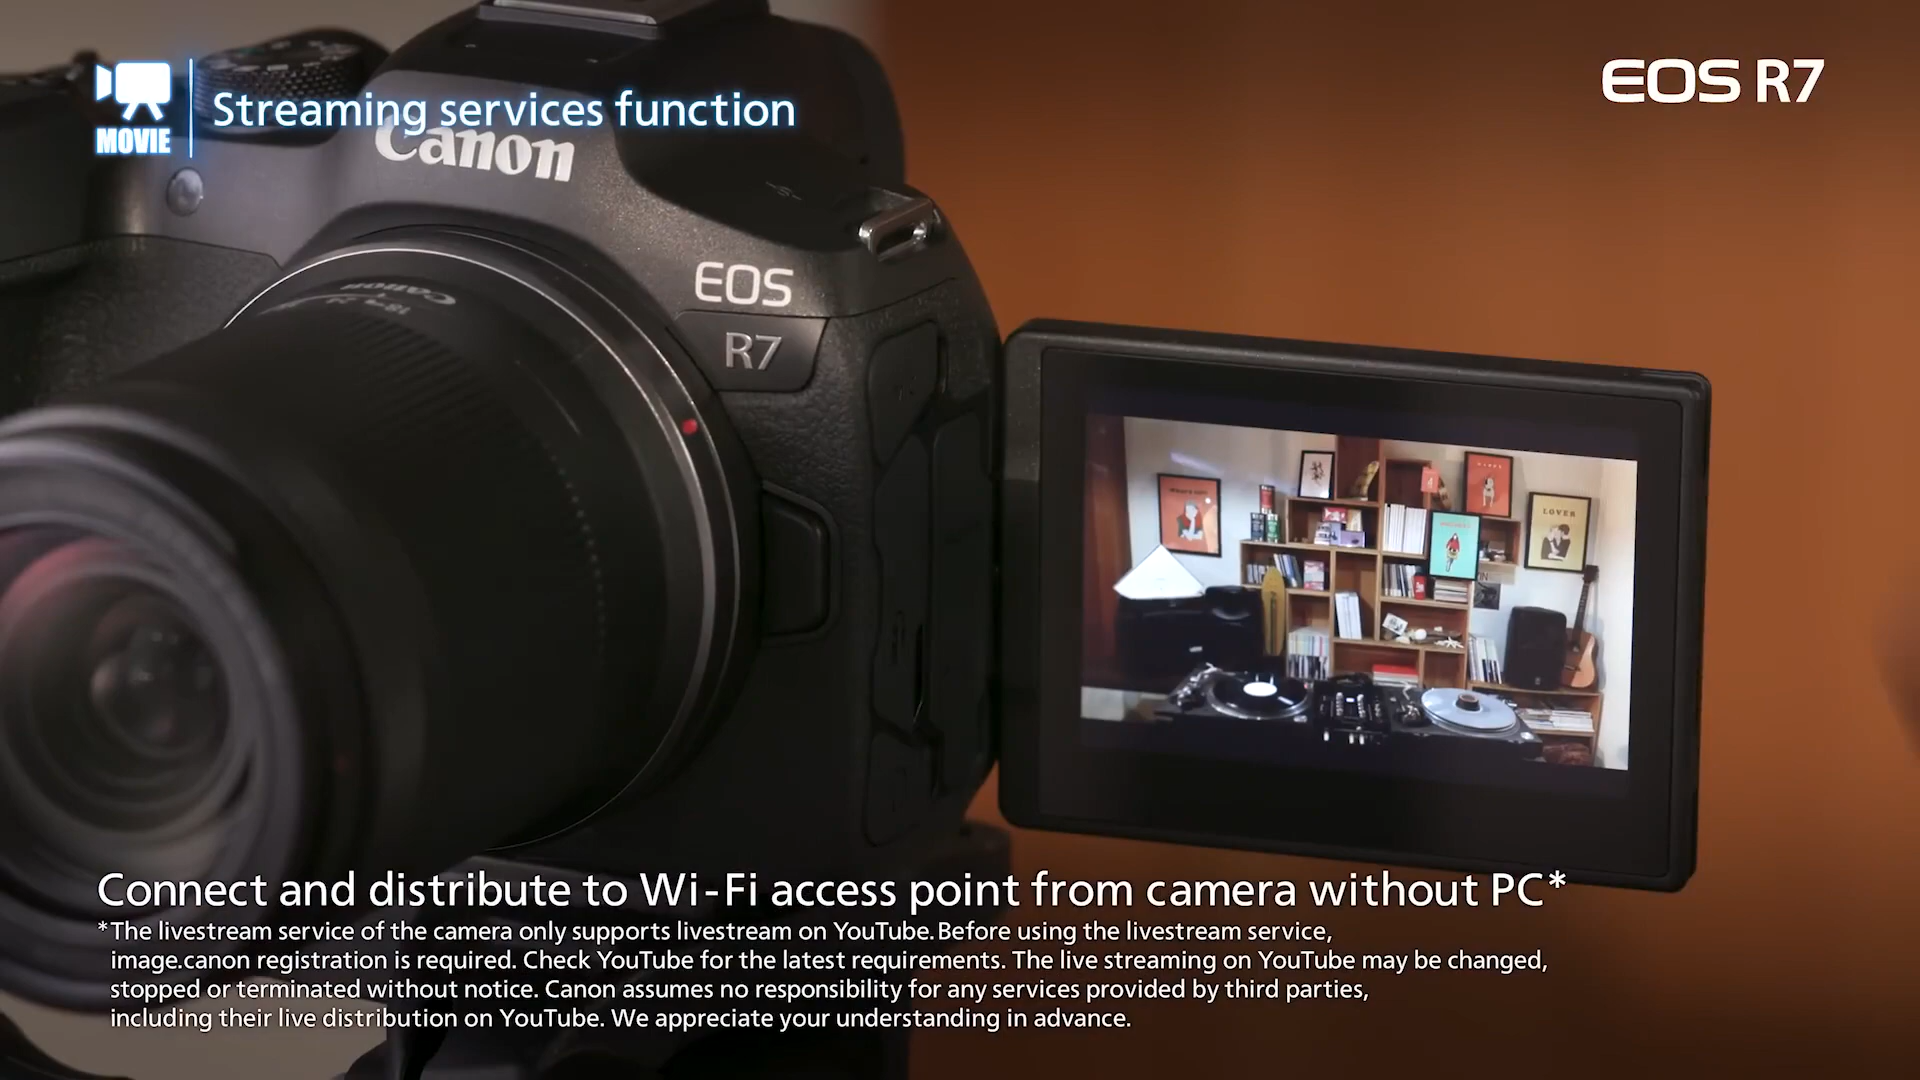 MOVIE
Streaming services function
EOS R7
Canon
EOS
R7
Canon
LOVER
Connect and distribute to Wi-Fi access point from camera without PC*
*The livestream service of the camera only supports livestream on YouTube. Before using the livestream service,
image.canon registration is required. Check YouTube for the latest requirements. The live streaming on YouTube may be changed,
stopped or terminated without notice. Canon assumes no responsibility for any services provided by third parties,
including their live distribution on YouTube. We appreciate your understanding in advance.